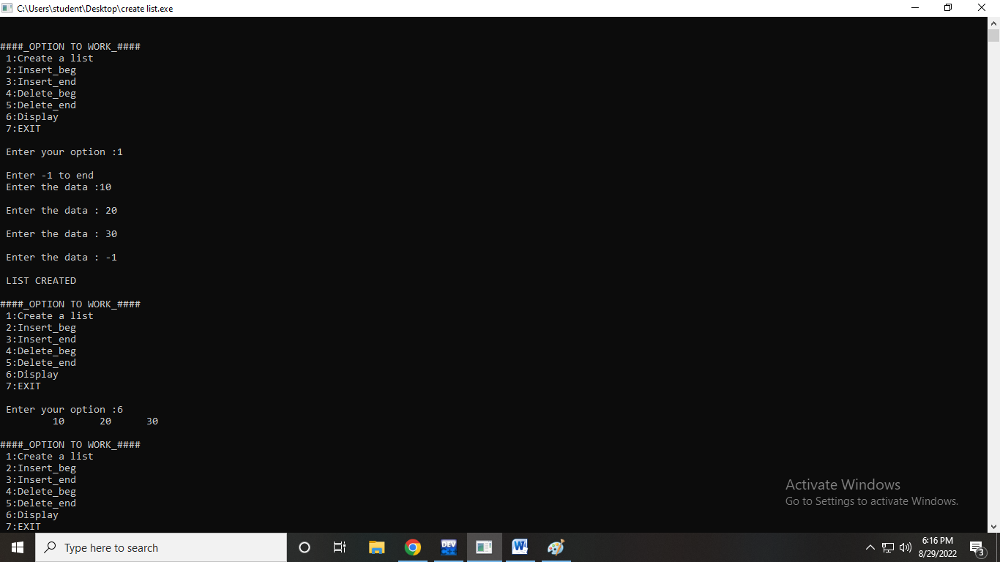 C:\Users\student\Desktop\create list.exe
####_OPTION TO WORK_####
1:Create a list
2:Insert_beg
3:Insert_end
4:Delete_beg
5:Delete_end
6:Display
7:EXIT
Enter your option :1
Enter -1 to end
Enter the data :10
Enter the data : 20
Enter the data : 30
Enter the data : -1
LIST CREATED
####_OPTION TO WORK_####
1:Create a list
2:Insert_beg
3:Insert_end
4:Delete_beg
5:Delete_end
6:Display
7:EXIT
Enter your option :6
10 20 30
####_OPTION TO WORK_####
1:Create a list
2:Insert_beg
3:Insert_end
4:Delete_beg
5:Delete_end
6:Display
7:EXIT
Activate Windows
Go to Settings to activate Windows.
Type here to search
DEV
C++
W
6:16 PM
8/29/2022
3